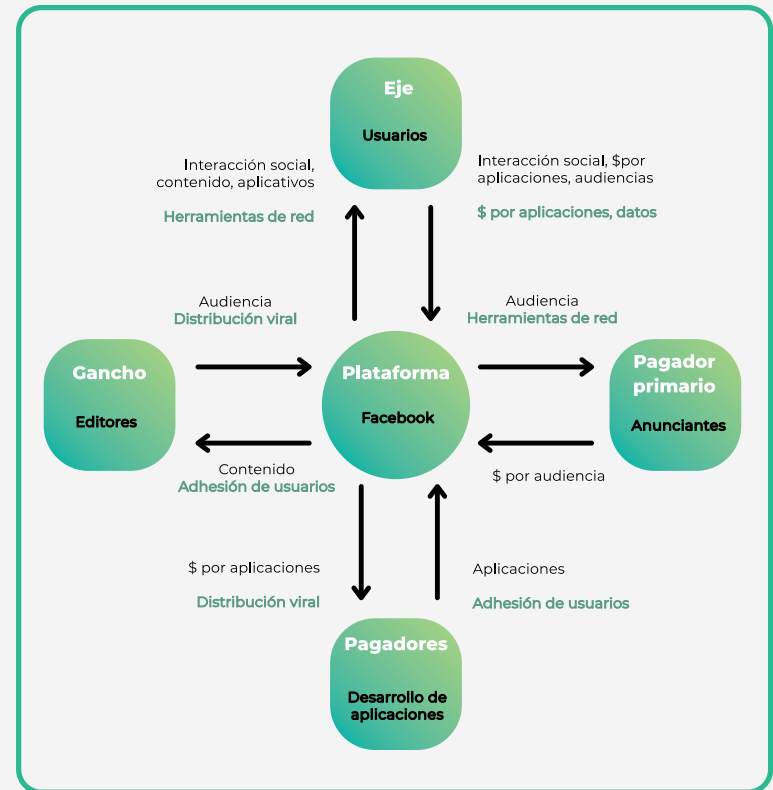 Eje
Usuarios
Interacción social,
contenido, aplicativos
Herramientas de red
Interacción social, $por
aplicaciones, audiencias
$ por aplicaciones, datos
Audiencia
Distribución viral
Audiencia
Herramientas de red
Gancho
Editores
Plataforma
Facebook
Pagador
primario
Anunciantes
Contenido
Adhesión de usuarios
$ por audiencia
$ por aplicaciones
Distribución viral
Aplicaciones
Adhesión de usuarios
Pagadores
Desarrollo de
aplicaciones